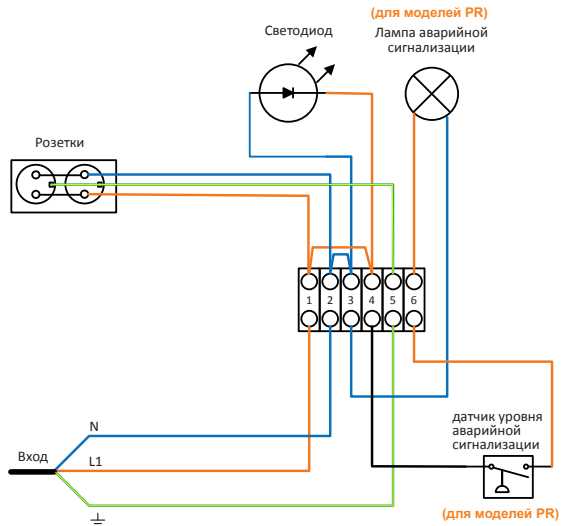 (для моделей PR)
Светодиод
Лампа аварийной
сигнализации
Розетки
1 2 3 4 5 6
N
L1
Вход
датчик уровня
аварийной
сигнализации
(для моделей PR)